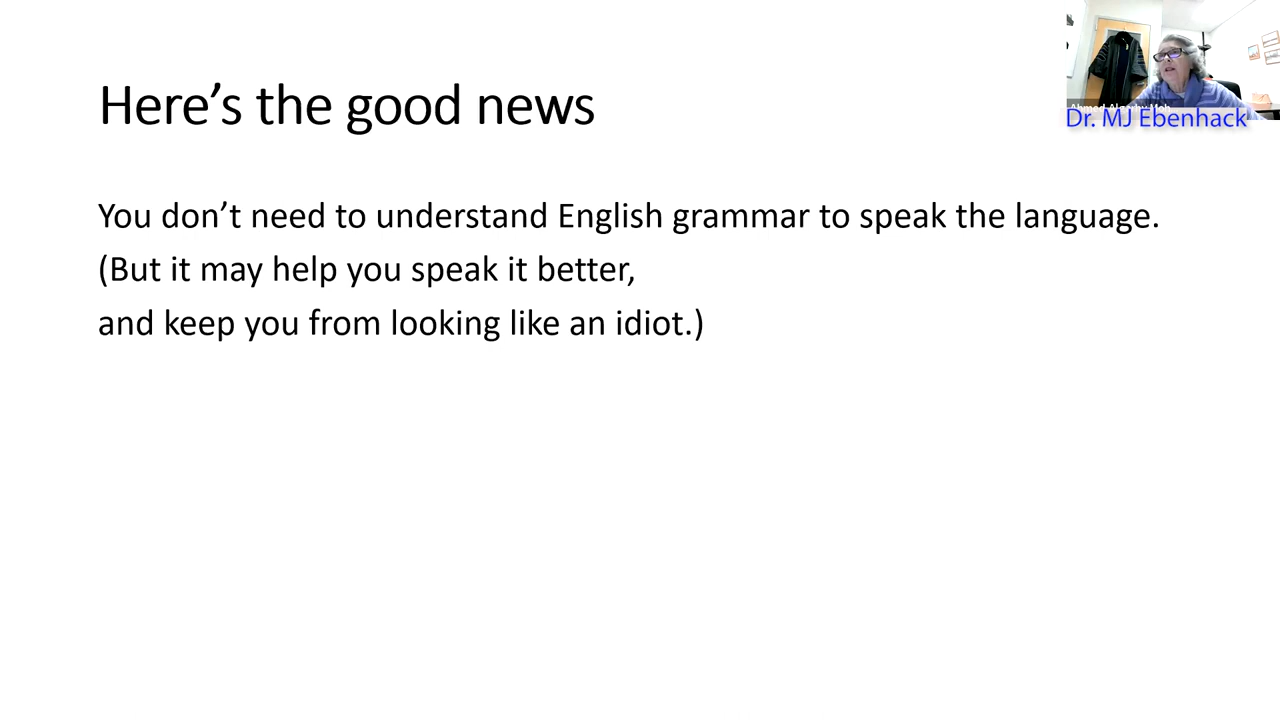 Here’s the good news
Dr. MJ Ebenhack
You don’t need to understand English grammar to speak the language.
(But it may help you speak it better,
and keep you from looking like an idiot.)